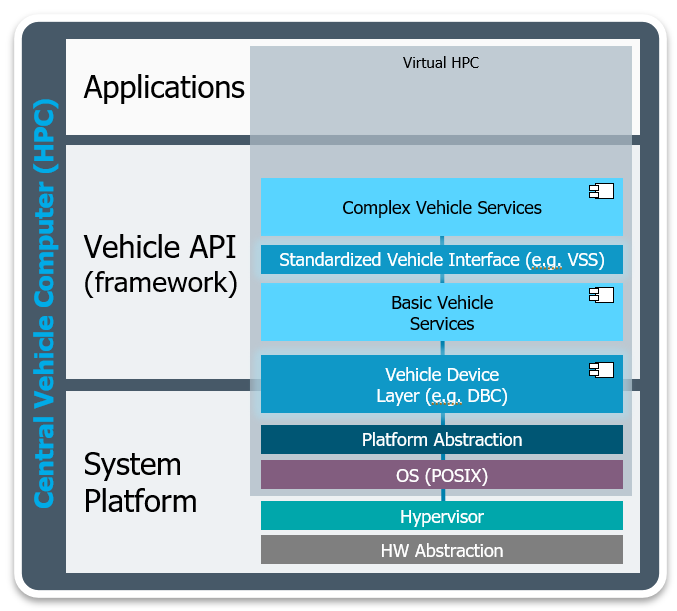 Central Vehicle Computer (HPC)
Applications
Virtual HPC
Vehicle API
(framework)
Complex Vehicle Services
Standardized Vehicle Interface (e.g. VSS)
Basic Vehicle
Services
Vehicle Device
Layer (e.g. DBC)
System
Platform
Platform Abstraction
OS (POSIX)
Hypervisor
HW Abstraction